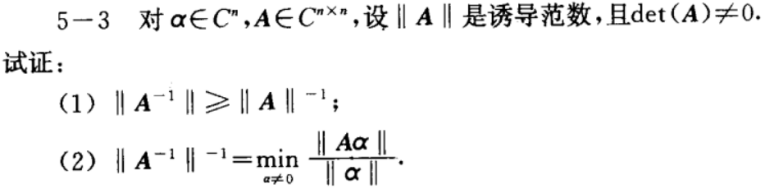 5—3 对 α∈Cⁿ, A∈Cⁿˣⁿ, 设 ‖A‖ 是诱导范数, 且det(A)≠0.
试证:
(1) ‖A⁻¹‖≥‖A‖⁻¹;
(2) ‖A⁻¹‖⁻¹=min_{α≠0} ‖Aα‖/‖α‖.